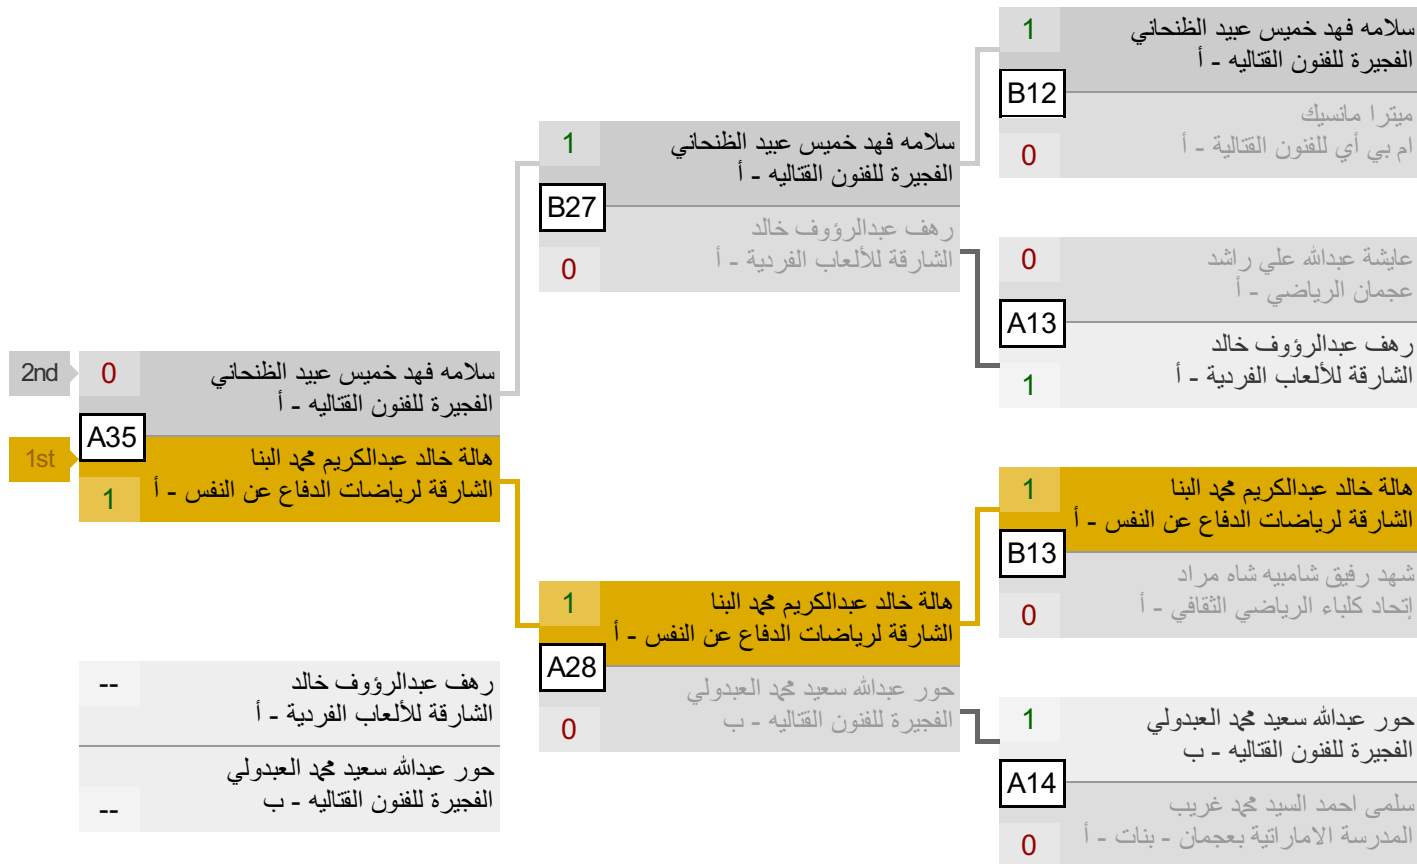 1
سلامه فهد خميس عبيد الظنحاني
الفجيرة للفنون القتاليه - أ
B12
ميترا مانسيك
ام بي أي للفنون القتالية - أ
0
0
عايشة عبدالله علي راشد
عجمان الرياضي - أ
A13
رهف عبدالرؤوف خالد
الشارقة للألعاب الفردية - أ
1
1
هالة خالد عبدالكريم محمد البنا
الشارقة لرياضات الدفاع عن النفس - أ
B13
شهد رفيق شامبيه شاه مراد
إتحاد كلباء الرياضي الثقافي - أ
0
1
حور عبدالله سعيد محمد العبدولي
الفجيرة للفنون القتاليه - ب
A14
سلمى احمد السيد محمد غريب
المدرسة الاماراتية بعجمان - بنات - أ
0
1
سلامه فهد خميس عبيد الظنحاني
الفجيرة للفنون القتاليه - أ
B27
رهف عبدالرؤوف خالد
الشارقة للألعاب الفردية - أ
0
1
هالة خالد عبدالكريم محمد البنا
الشارقة لرياضات الدفاع عن النفس - أ
A28
حور عبدالله سعيد محمد العبدولي
الفجيرة للفنون القتاليه - ب
0
2nd
0
سلامه فهد خميس عبيد الظنحاني
الفجيرة للفنون القتاليه - أ
A35
1st
هالة خالد عبدالكريم محمد البنا
الشارقة لرياضات الدفاع عن النفس - أ
1
--
رهف عبدالرؤوف خالد
الشارقة للألعاب الفردية - أ
حور عبدالله سعيد محمد العبدولي
الفجيرة للفنون القتاليه - ب
--